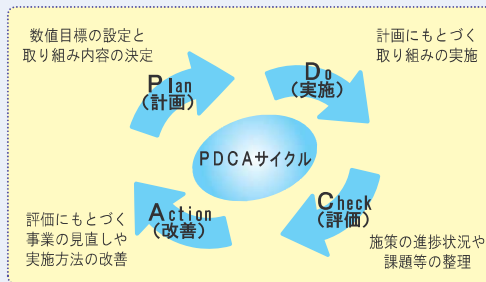 数値目標の設定と
取り組み内容の決定
Plan
(計画)
計画にもとづく
取り組みの実施
Do
(実施)
PDCAサイクル
Check
(評価)
施策の進捗状況や
課題等の整理
Action
(改善)
評価にもとづく
事業の見直しや
実施方法の改善